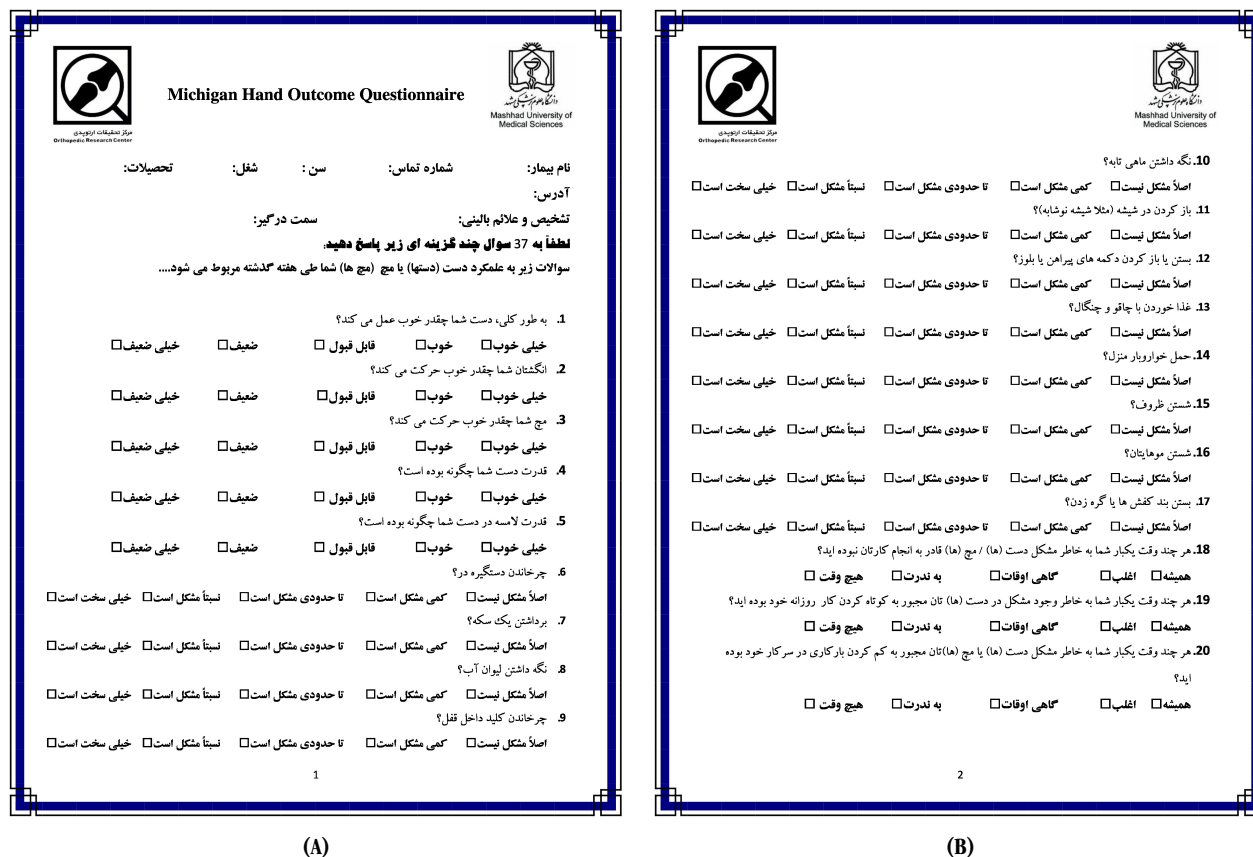 Michigan Hand Outcome Questionnaire
مرکز تحقیقات ارتوپدی
Orthopedic Research Center
دانشگاه علوم پزشکی مشهد
Mashhad University of
Medical Sciences
نام بیمار: شماره تماس: سن : شغل: تحصیلات:
آدرس:
تشخیص و علائم بالینی: سمت درگیر:
لطفاً به 37 سوال چند گزینه ای زیر پاسخ دهید:
سوالات زیر به علمکرد دست (دستها) یا مچ (مچ ها) شما طی هفته گذشته مربوط می شود....
1. به طور کلی، دست شما چقدر خوب عمل می کند؟
خیلی خوب□ خوب□ قابل قبول □ ضعیف□ خیلی ضعیف□
2. انگشتان شما چقدر خوب حرکت می کند؟
خیلی خوب□ خوب□ قابل قبول□ ضعیف□ خیلی ضعیف□
3. مچ شما چقدر خوب حرکت می کند؟
خیلی خوب□ خوب□ قابل قبول□ ضعیف□ خیلی ضعیف□
4. قدرت دست شما چگونه بوده است؟
خیلی خوب□ خوب□ قابل قبول □ ضعیف□ خیلی ضعیف□
5. قدرت لامسه در دست شما چگونه بوده است؟
خیلی خوب□ خوب□ قابل قبول □ ضعیف□ خیلی ضعیف□
6. چرخاندن دستگیره در؟
اصلاً مشکل نیست□ کمی مشکل است□ تا حدودی مشکل است□ نسبتاً مشکل است□ خیلی سخت است□
7. برداشتن یک سکه؟
اصلاً مشکل نیست□ کمی مشکل است□ تا حدودی مشکل است□ نسبتاً مشکل است□ خیلی سخت است□
8. نگه داشتن لیوان آب؟
اصلاً مشکل نیست□ کمی مشکل است□ تا حدودی مشکل است□ نسبتاً مشکل است□ خیلی سخت است□
9. چرخاندن کلید داخل قفل؟
اصلاً مشکل نیست□ کمی مشکل است□ تا حدودی مشکل است□ نسبتاً مشکل است□ خیلی سخت است□
1
(A)
مرکز تحقیقات ارتوپدی
Orthopedic Research Center
دانشگاه علوم پزشکی مشهد
Mashhad University of
Medical Sciences
10. نگه داشتن ماهی تابه؟
اصلاً مشکل نیست□ کمی مشکل است□ تا حدودی مشکل است□ نسبتاً مشکل است□ خیلی سخت است□
11. باز کردن در شیشه (مثلا شیشه نوشابه)؟
اصلاً مشکل نیست□ کمی مشکل است□ تا حدودی مشکل است□ نسبتاً مشکل است□ خیلی سخت است□
12. بستن یا باز کردن دکمه های پیراهن یا بلوز؟
اصلاً مشکل نیست□ کمی مشکل است□ تا حدودی مشکل است□ نسبتاً مشکل است□ خیلی سخت است□
13. غذا خوردن با چاقو و چنگال؟
اصلاً مشکل نیست□ کمی مشکل است□ تا حدودی مشکل است□ نسبتاً مشکل است□ خیلی سخت است□
14. حمل خواروبار منزل؟
اصلاً مشکل نیست□ کمی مشکل است□ تا حدودی مشکل است□ نسبتاً مشکل است□ خیلی سخت است□
15. شستن ظروف؟
اصلاً مشکل نیست□ کمی مشکل است□ تا حدودی مشکل است□ نسبتاً مشکل است□ خیلی سخت است□
16. شستن موهایتان؟
اصلاً مشکل نیست□ کمی مشکل است□ تا حدودی مشکل است□ نسبتاً مشکل است□ خیلی سخت است□
17. بستن بند کفش ها یا گره زدن؟
اصلاً مشکل نیست□ کمی مشکل است□ تا حدودی مشکل است□ نسبتاً مشکل است□ خیلی سخت است□
18. هر چند وقت یکبار شما به خاطر مشکل دست (ها) / مچ (ها) قادر به انجام کارتان نبوده اید؟
همیشه□ اغلب□ گاهی اوقات□ به ندرت□ هیچ وقت □
19. هر چند وقت یکبار شما به خاطر وجود مشکل در دست (ها) تان مجبور به کوتاه کردن کار روزانه خود بوده اید؟
همیشه□ اغلب□ گاهی اوقات□ به ندرت□ هیچ وقت □
20. هر چند وقت یکبار شما به خاطر مشکل دست (ها) یا مچ (ها)تان مجبور به کم کردن بارکاری در سرکار خود بوده
اید؟
همیشه□ اغلب□ گاهی اوقات□ به ندرت□ هیچ وقت □
2
(B)